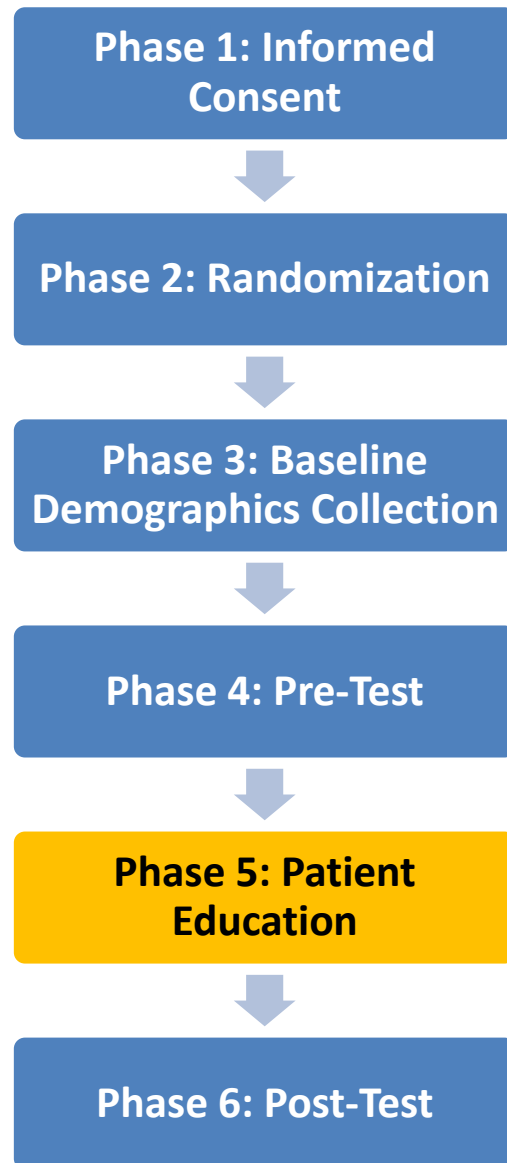 Phase 1: Informed
Consent
Phase 2: Randomization
Phase 3: Baseline
Demographics Collection
Phase 4: Pre-Test
Phase 5: Patient
Education
Phase 6: Post-Test